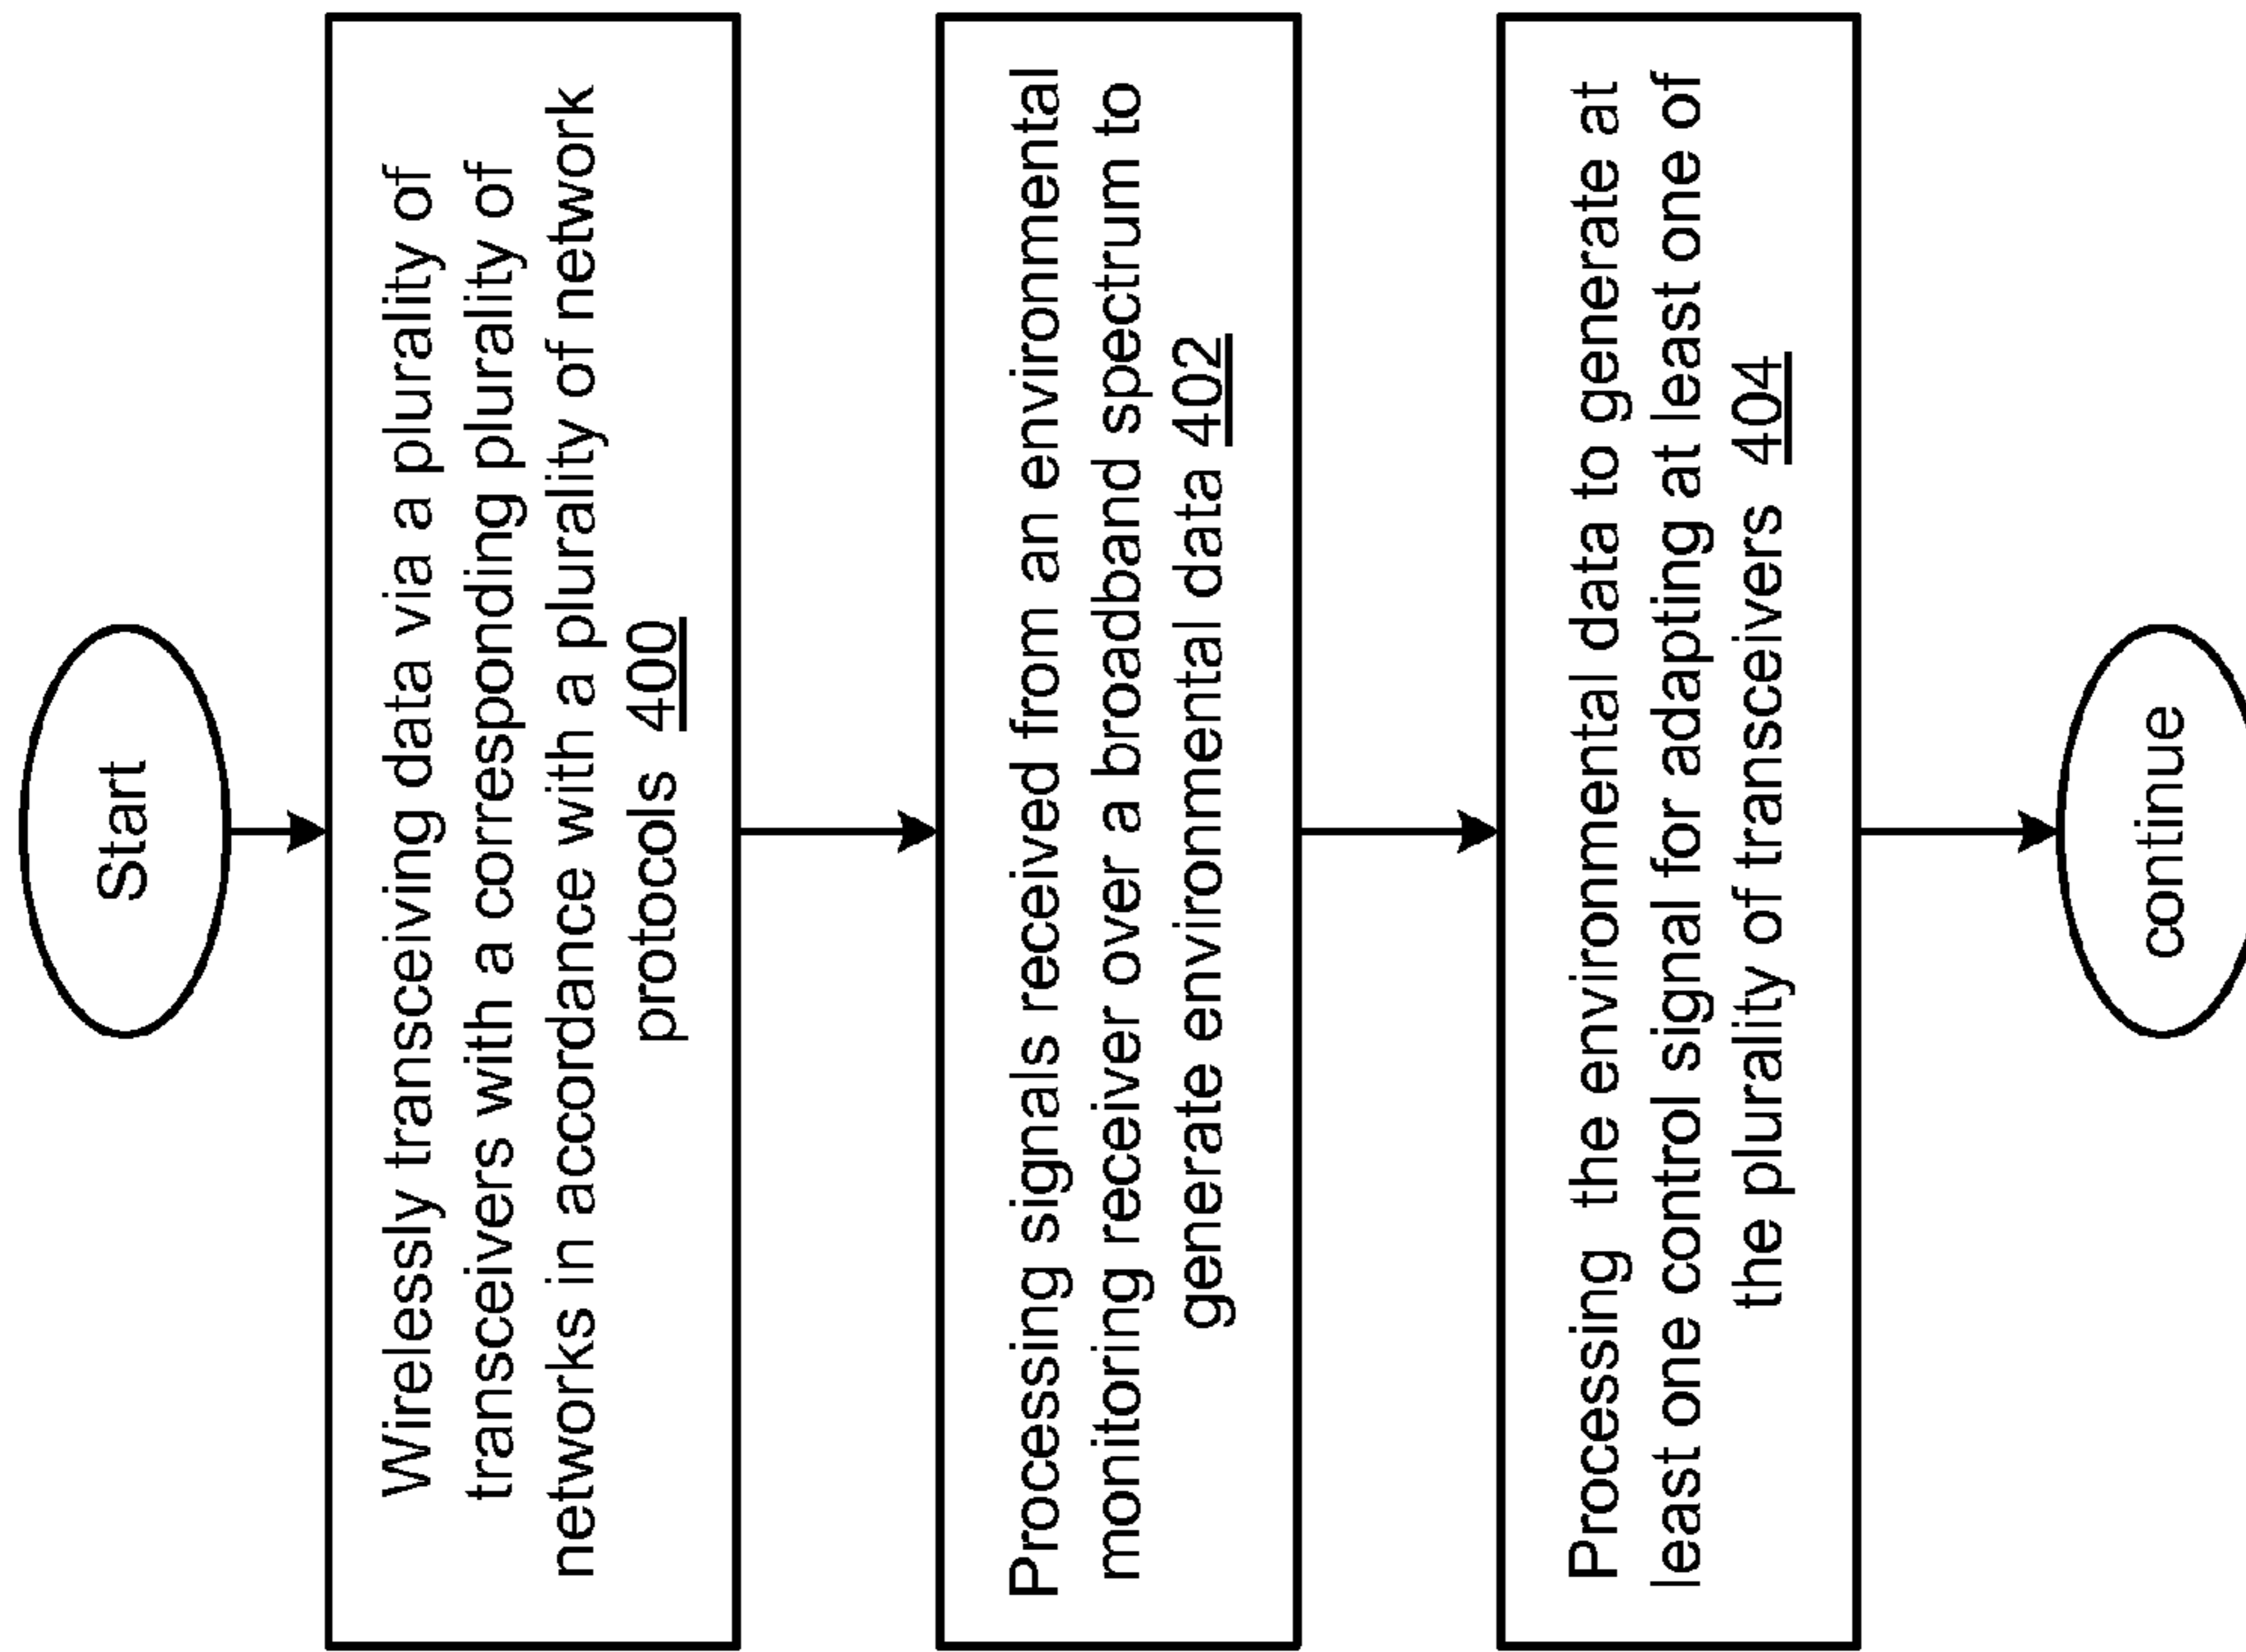 Start
Wirelessly transceiving data via a plurality of
transceivers with a corresponding plurality of
networks in accordance with a plurality of network
protocols 400
Processing signals received from an environmental
monitoring receiver over a broadband spectrum to
generate environmental data 402
Processing the environmental data to generate at
least one control signal for adapting at least one of
the plurality of transceivers 404
continue